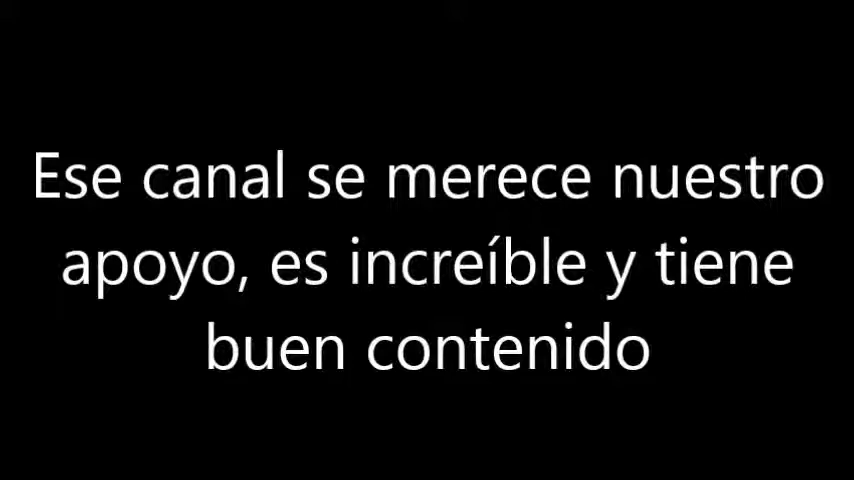 Ese canal se merece nuestro
apoyo, es increíble y tiene
buen contenido